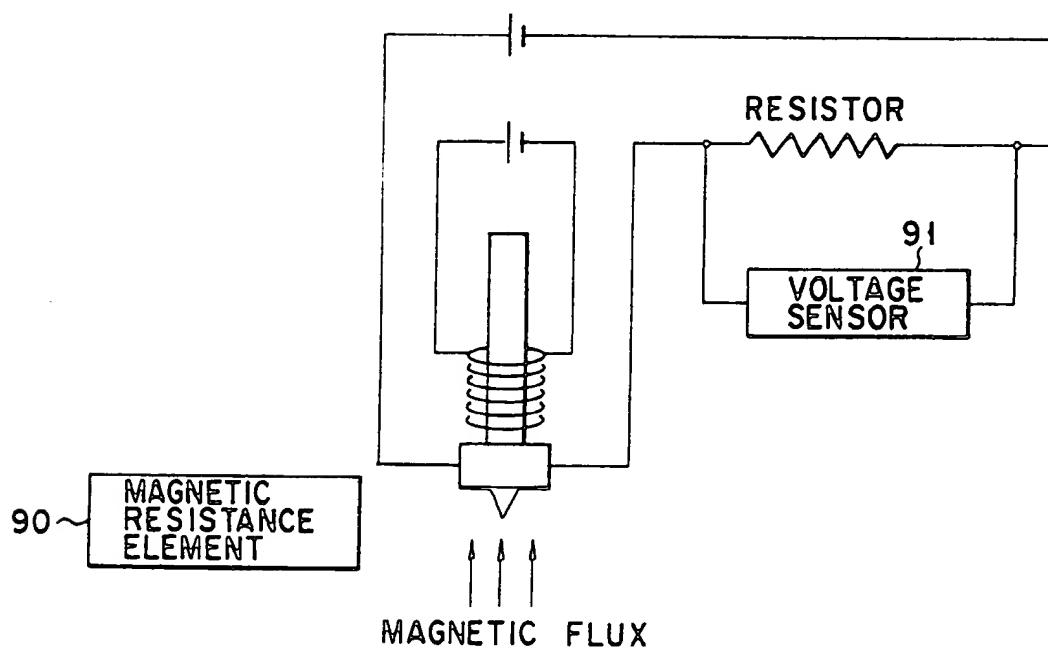 RESISTOR
91
VOLTAGE
SENSOR
90
MAGNETIC
RESISTANCE
ELEMENT
MAGNETIC FLUX